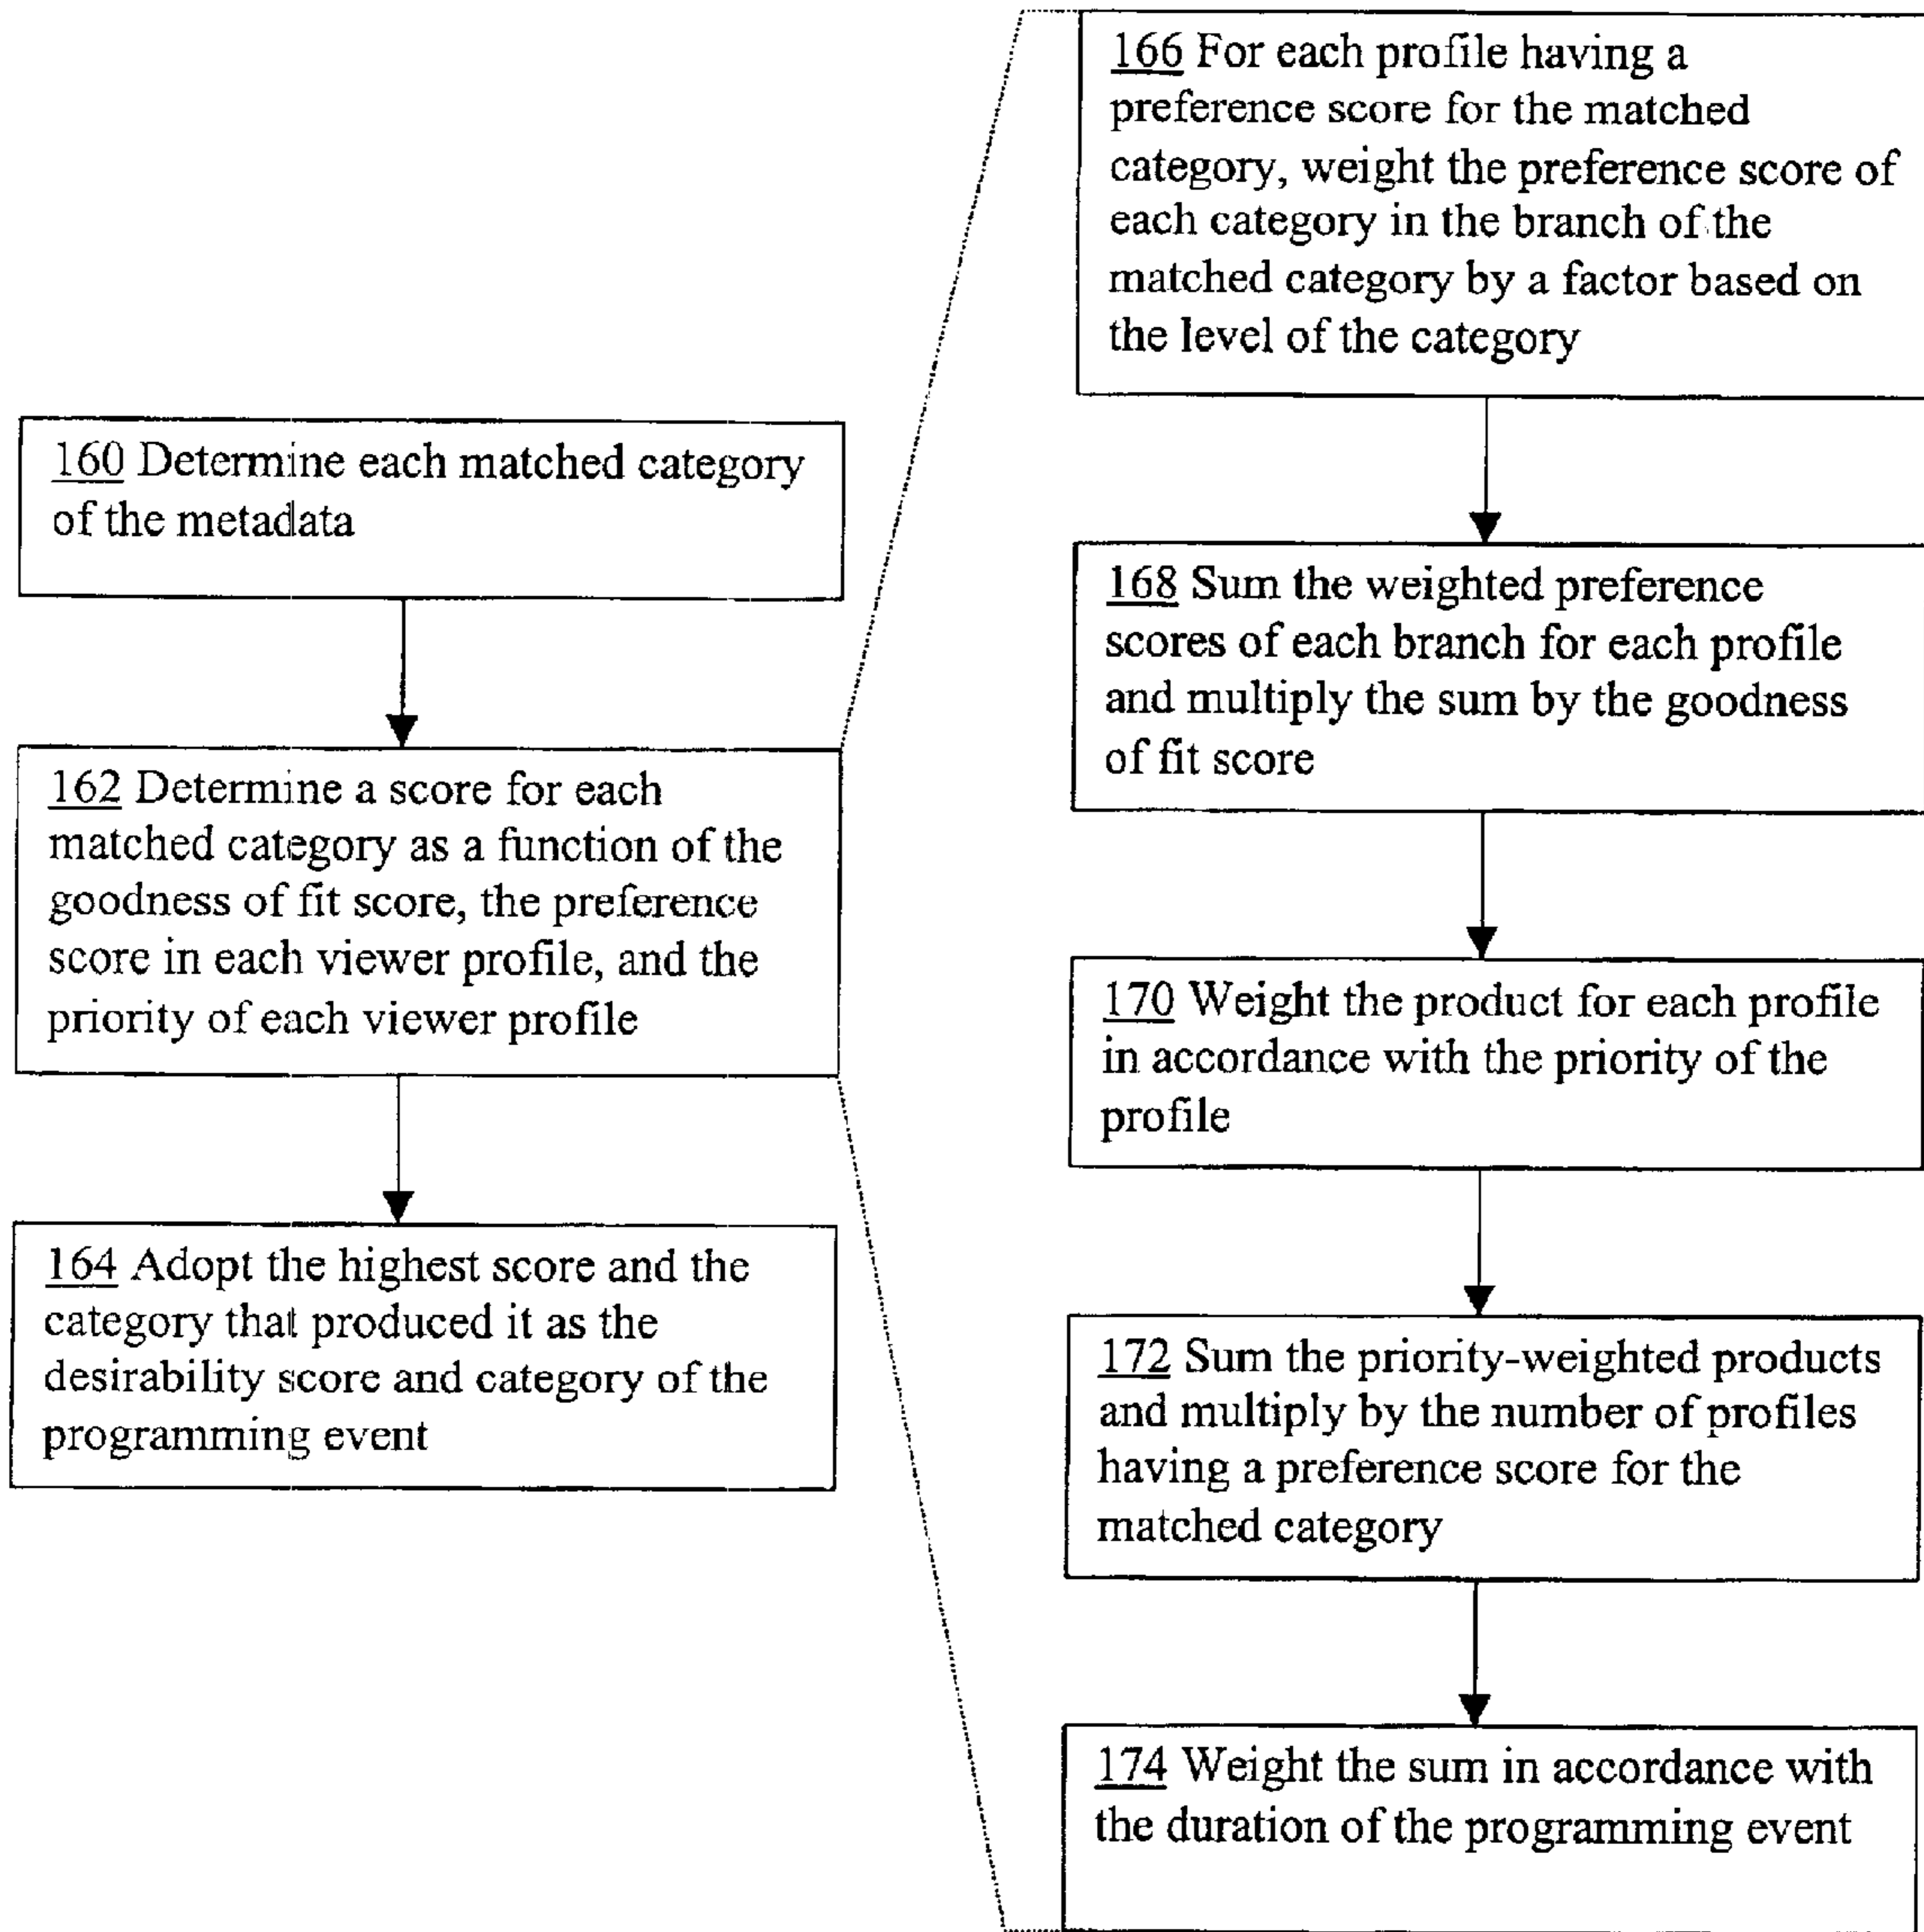 160 Determine each matched category
of the metadata
162 Determine a score for each
matched category as a function of the
goodness of fit score, the preference
score in each viewer profile, and the
priority of each viewer profile
164 Adopt the highest score and the
category that produced it as the
desirability score and category of the
programming event
166 For each profile having a
preference score for the matched
category, weight the preference score of
each category in the branch of the
matched category by a factor based on
the level of the category
168 Sum the weighted preference
scores of each branch for each profile
and multiply the sum by the goodness
of fit score
170 Weight the product for each profile
in accordance with the priority of the
profile
172 Sum the priority-weighted products
and multiply by the number of profiles
having a preference score for the
matched category
174 Weight the sum in accordance with
the duration of the programming event